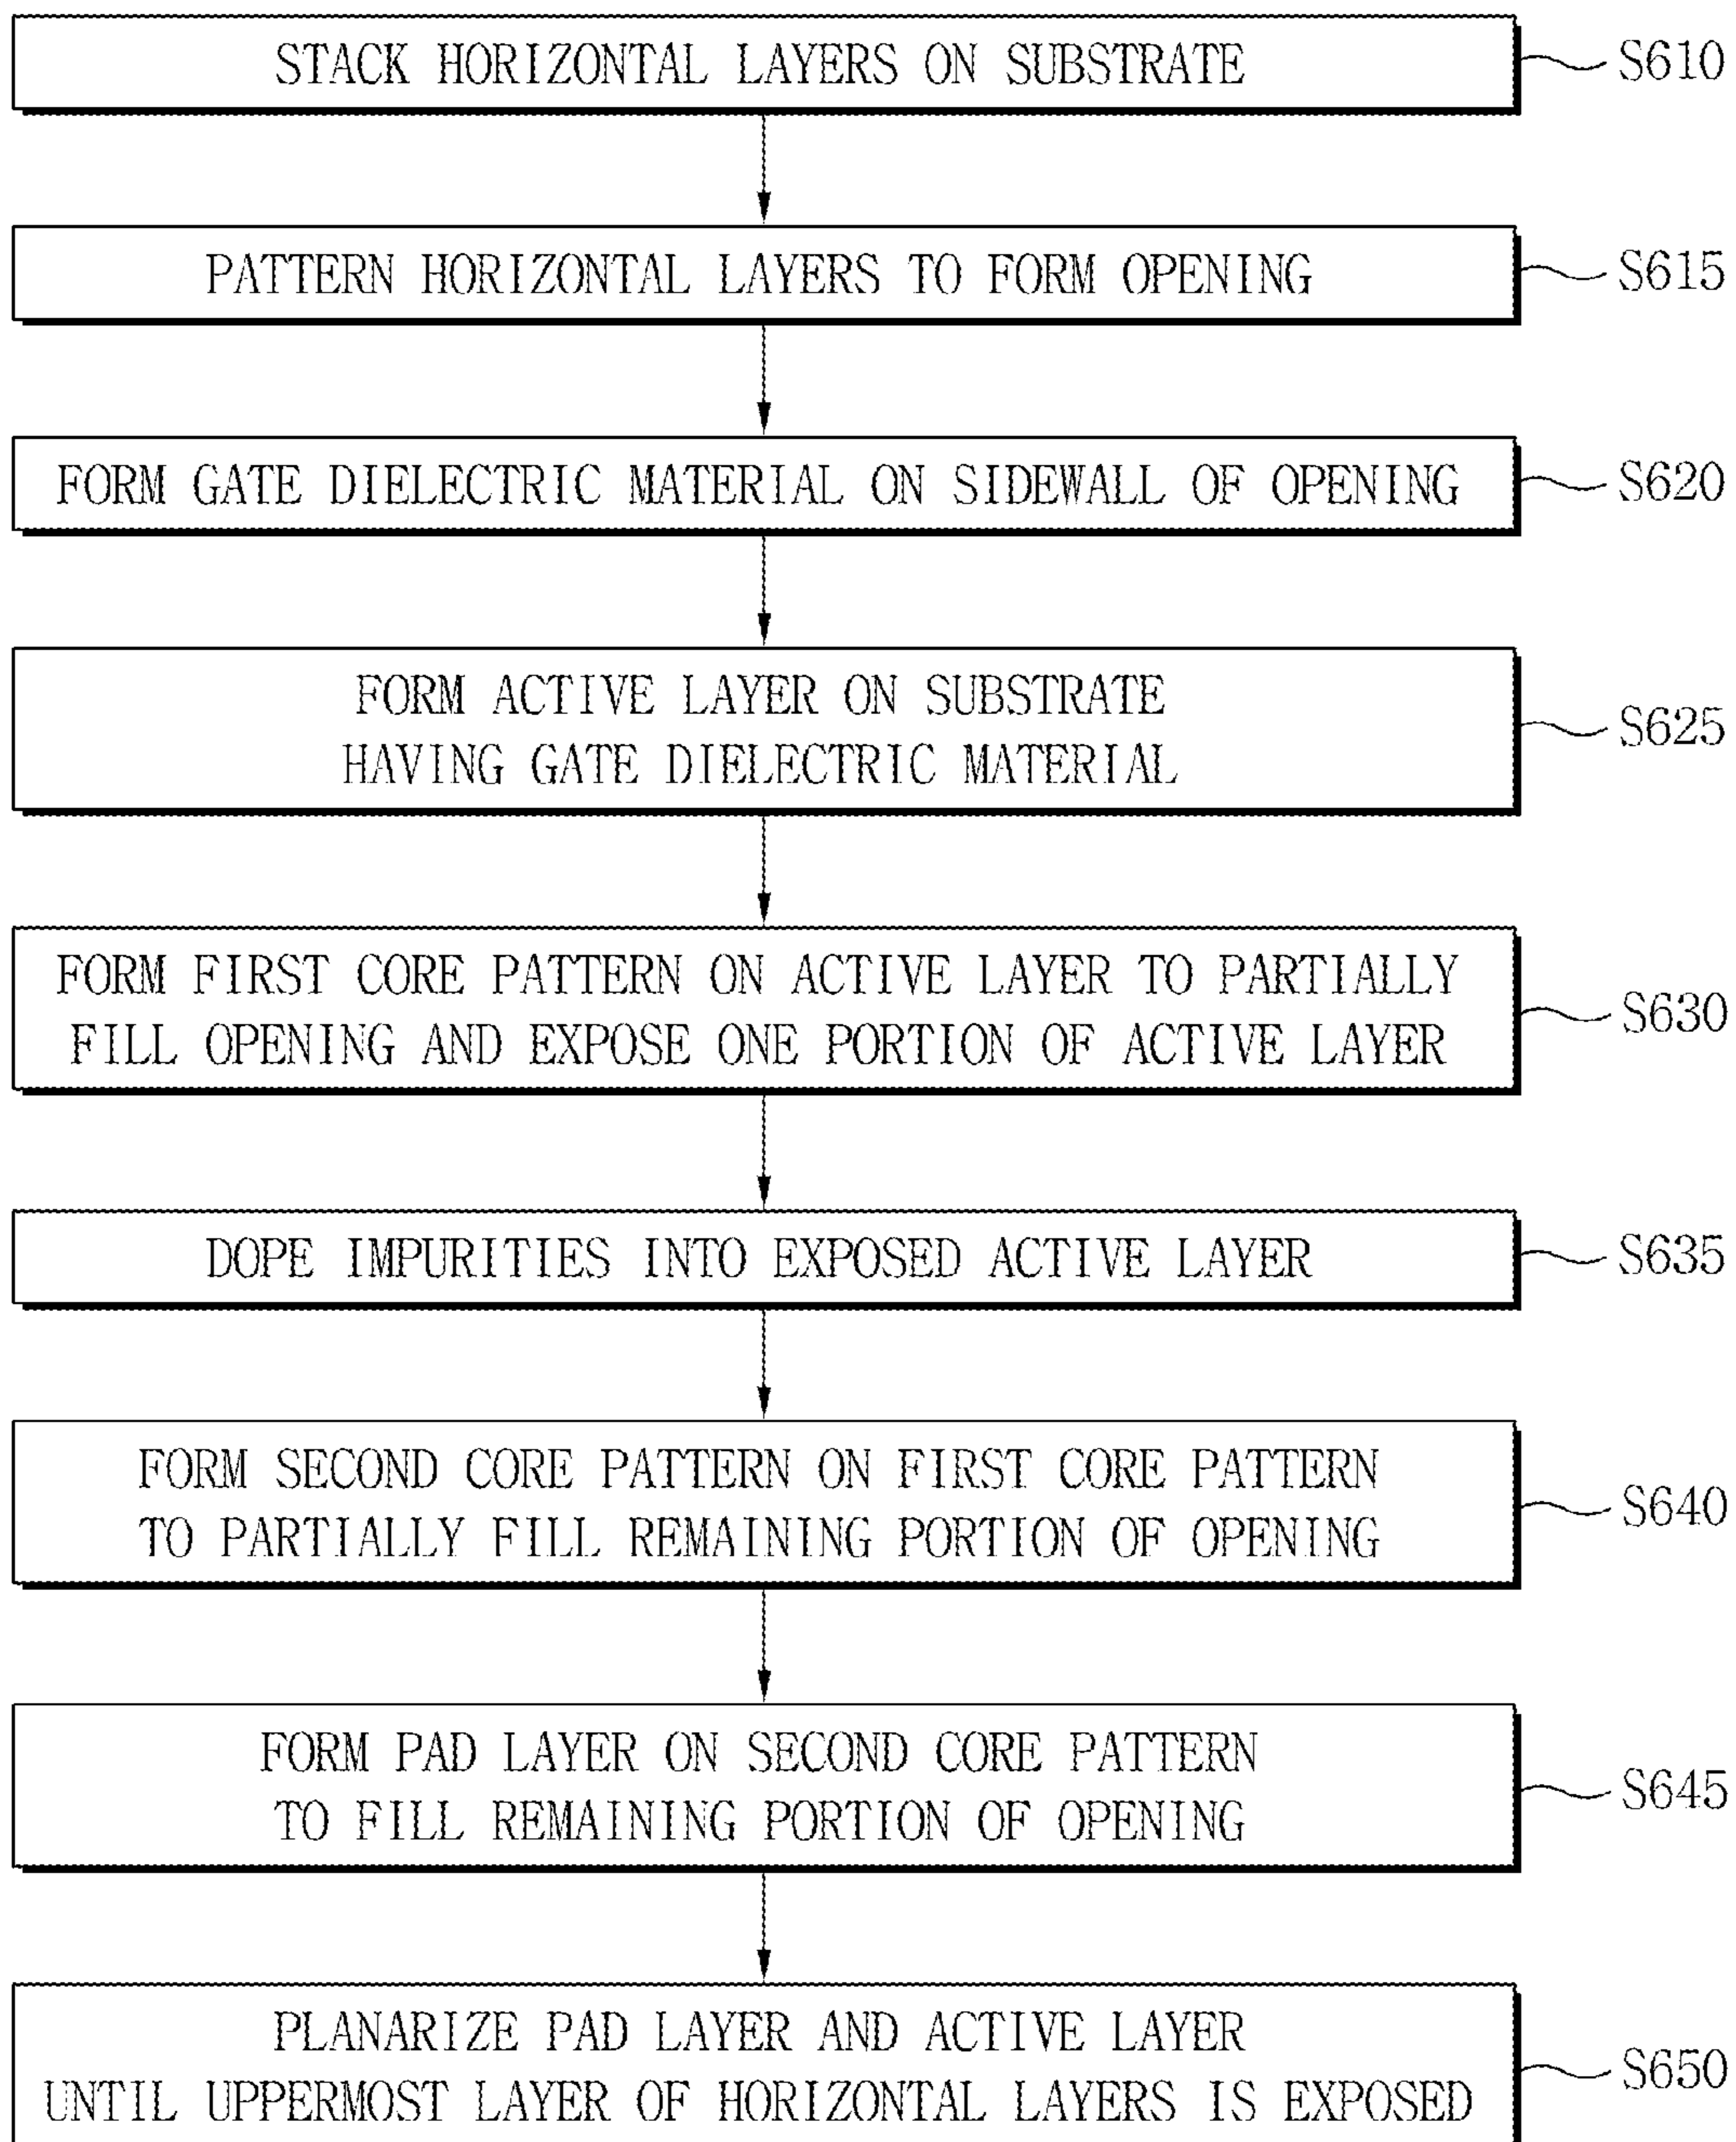 STACK HORIZONTAL LAYERS ON SUBSTRATE
S610
PATTERN HORIZONTAL LAYERS TO FORM OPENING
S615
FORM GATE DIELECTRIC MATERIAL ON SIDEWALL OF OPENING
S620
FORM ACTIVE LAYER ON SUBSTRATE
HAVING GATE DIELECTRIC MATERIAL
S625
FORM FIRST CORE PATTERN ON ACTIVE LAYER TO PARTIALLY
FILL OPENING AND EXPOSE ONE PORTION OF ACTIVE LAYER
S630
DOPE IMPURITIES INTO EXPOSED ACTIVE LAYER
S635
FORM SECOND CORE PATTERN ON FIRST CORE PATTERN
TO PARTIALLY FILL REMAINING PORTION OF OPENING
S640
FORM PAD LAYER ON SECOND CORE PATTERN
TO FILL REMAINING PORTION OF OPENING
S645
PLANARIZE PAD LAYER AND ACTIVE LAYER
UNTIL UPPERMOST LAYER OF HORIZONTAL LAYERS IS EXPOSED
S650